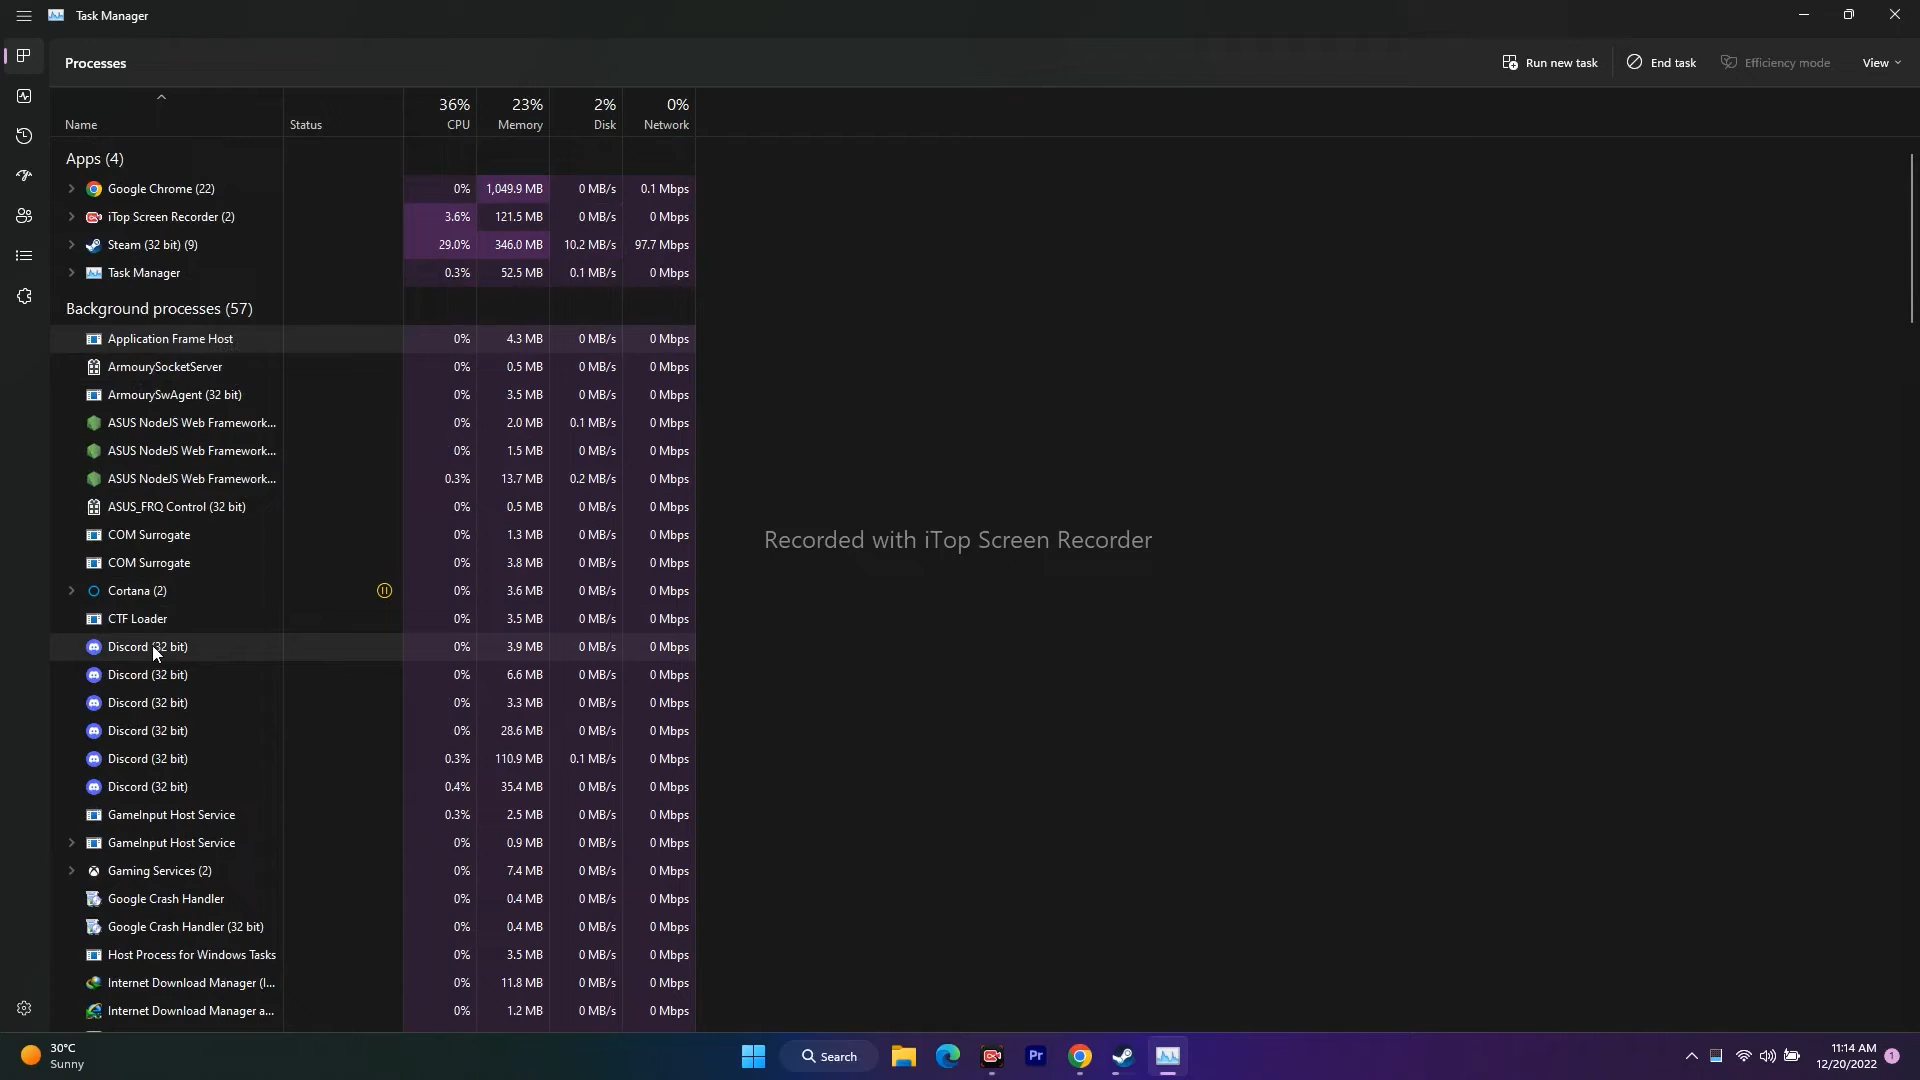 Task Manager
Processes
Run new task
End task
Efficiency mode
View
36% 23% 2% 0%
Name Status CPU Memory Disk Network
Apps (4)
Google Chrome (22) 0% 1,049.9 MB 0 MB/s 0.1 Mbps
iTop Screen Recorder (2) 3.6% 121.5 MB 0 MB/s 0 Mbps
Steam (32 bit) (9) 29.0% 346.0 MB 10.2 MB/s 97.7 Mbps
Task Manager 0.3% 52.5 MB 0.1 MB/s 0 Mbps
Background processes (57)
Application Frame Host 0% 4.3 MB 0 MB/s 0 Mbps
ArmourySocketServer 0% 0.5 MB 0 MB/s 0 Mbps
ArmourySwAgent (32 bit) 0% 3.5 MB 0 MB/s 0 Mbps
ASUS NodeJS Web Framework... 0% 2.0 MB 0.1 MB/s 0 Mbps
ASUS NodeJS Web Framework... 0% 1.5 MB 0 MB/s 0 Mbps
ASUS NodeJS Web Framework... 0.3% 13.7 MB 0.2 MB/s 0 Mbps
ASUS_FRQ Control (32 bit) 0% 0.5 MB 0 MB/s 0 Mbps
COM Surrogate 0% 1.3 MB 0 MB/s 0 Mbps
COM Surrogate 0% 3.8 MB 0 MB/s 0 Mbps
Cortana (2) 0% 3.6 MB 0 MB/s 0 Mbps
CTF Loader 0% 3.5 MB 0 MB/s 0 Mbps
Discord (32 bit) 0% 3.9 MB 0 MB/s 0 Mbps
Discord (32 bit) 0% 6.6 MB 0 MB/s 0 Mbps
Discord (32 bit) 0% 3.3 MB 0 MB/s 0 Mbps
Discord (32 bit) 0% 28.6 MB 0 MB/s 0 Mbps
Discord (32 bit) 0.3% 110.9 MB 0.1 MB/s 0 Mbps
Discord (32 bit) 0.4% 35.4 MB 0 MB/s 0 Mbps
GameInput Host Service 0.3% 2.5 MB 0 MB/s 0 Mbps
GameInput Host Service 0% 0.9 MB 0 MB/s 0 Mbps
Gaming Services (2) 0% 7.4 MB 0 MB/s 0 Mbps
Google Crash Handler 0% 0.4 MB 0 MB/s 0 Mbps
Google Crash Handler (32 bit) 0% 0.4 MB 0 MB/s 0 Mbps
Host Process for Windows Tasks 0% 3.5 MB 0 MB/s 0 Mbps
Internet Download Manager (I... 0% 11.8 MB 0 MB/s 0 Mbps
Internet Download Manager a... 0% 1.2 MB 0 MB/s 0 Mbps
Recorded with iTop Screen Recorder
30°C
Sunny
Search
Pr
11:14 AM
12/20/2022
1